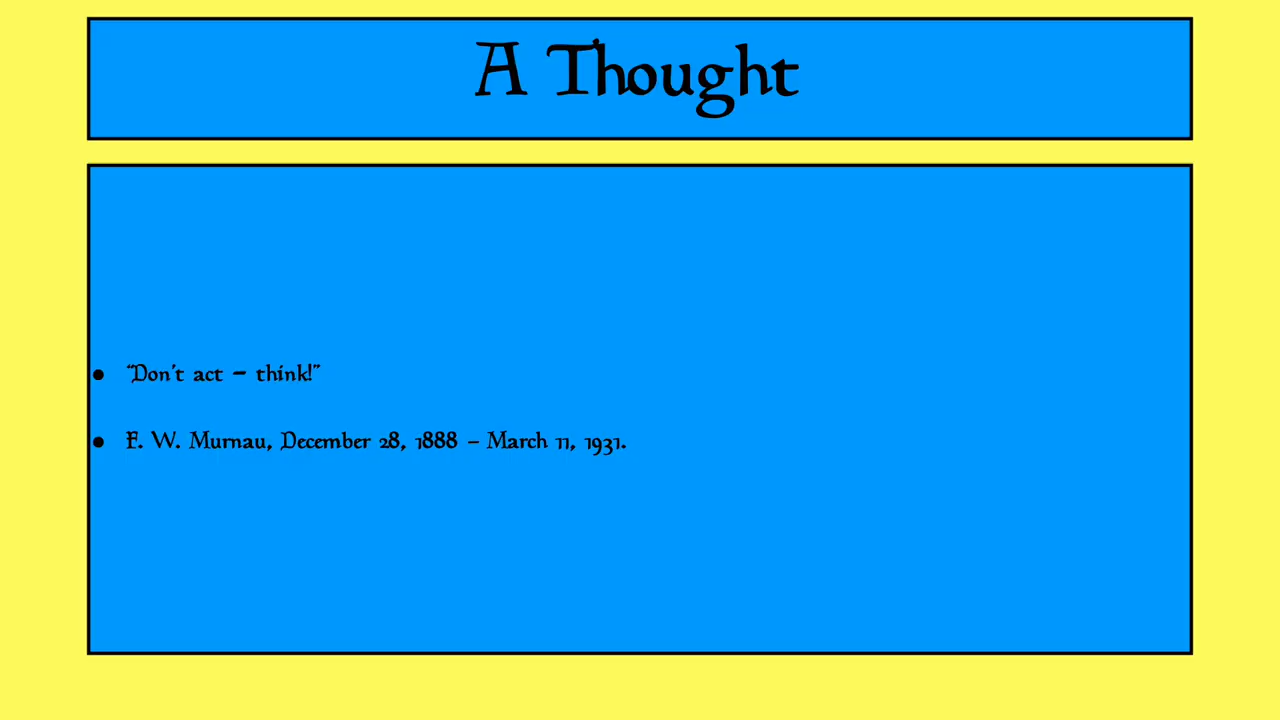 A Thought
• "Don't act – think!"
• F. W. Murnau, December 28, 1888 – March 11, 1931.